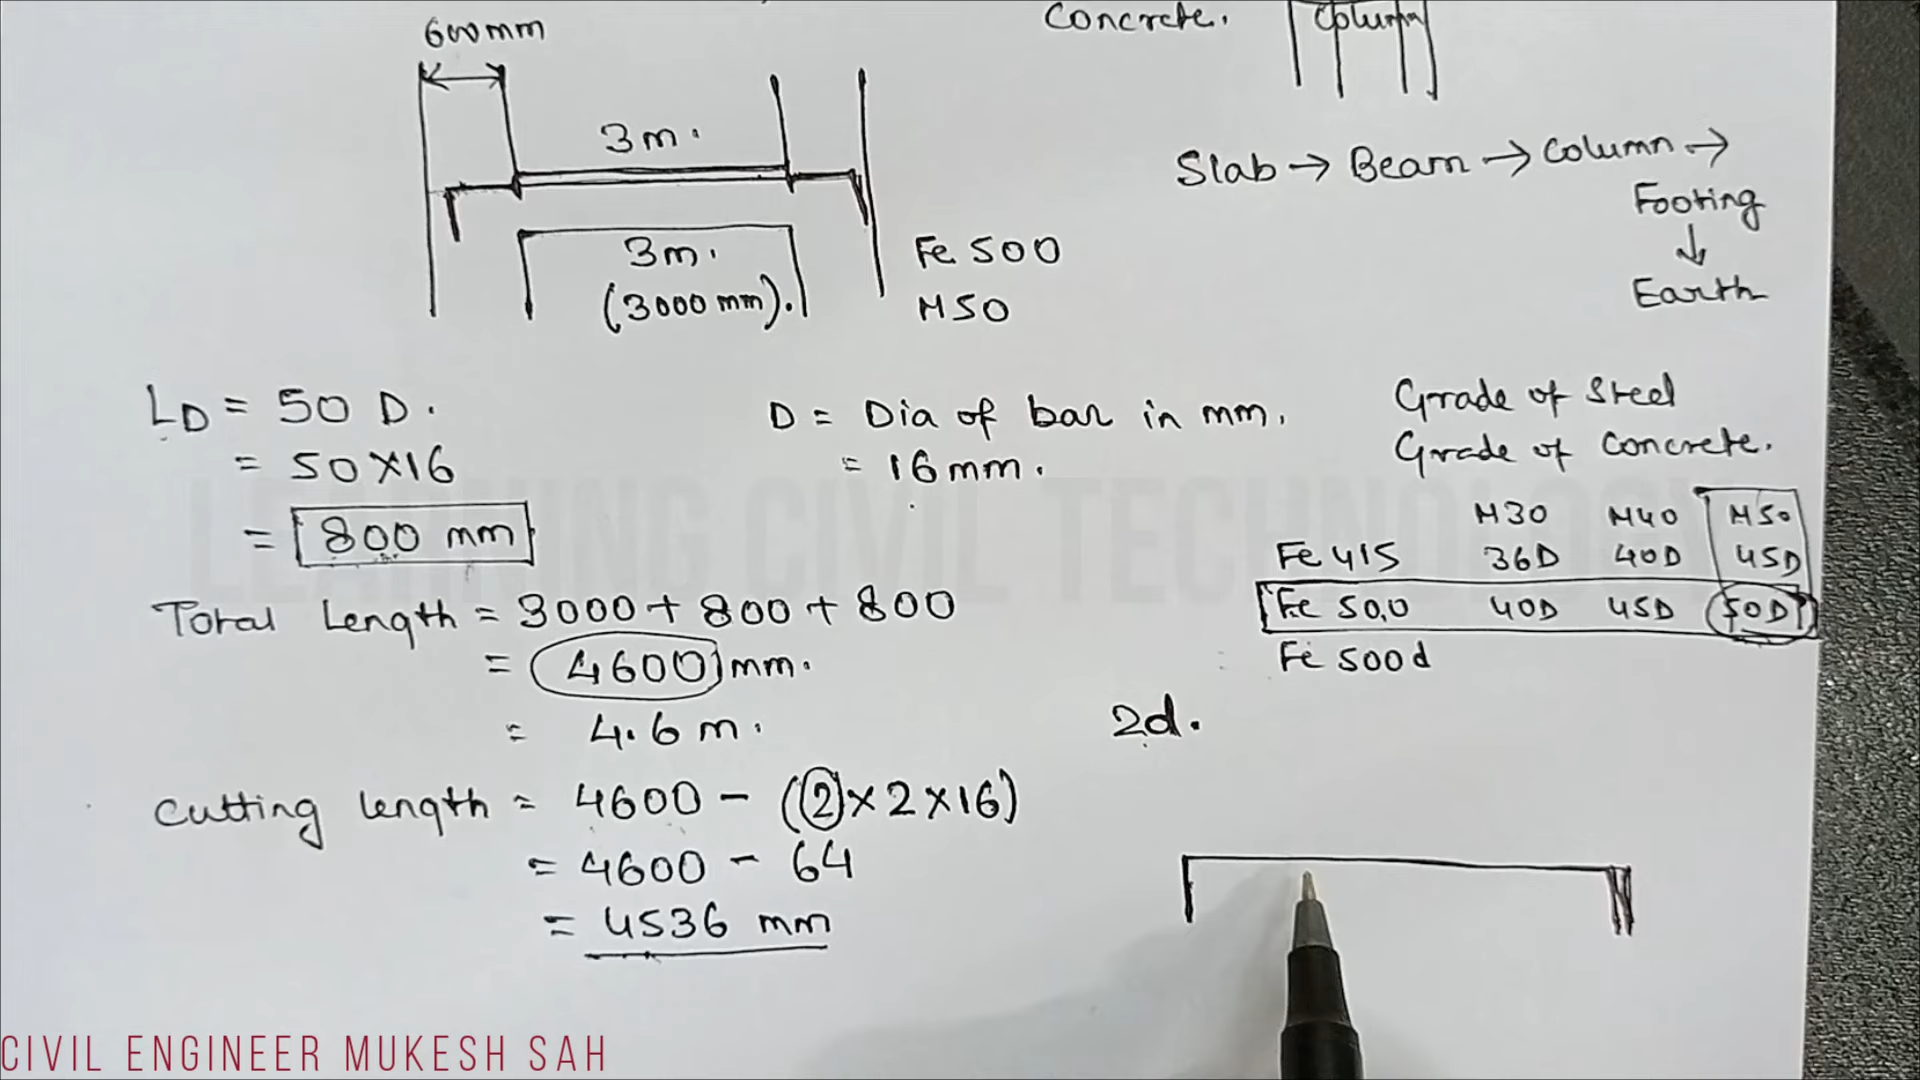 600mm
Concrete.
Column
3m.
Slab → Beam → Column →
Footing
↓
Earth
3m.
(3000 mm).
Fe 500
M50
LD = 50 D.
= 50×16
= 800 mm
D = Dia of bar in mm.
= 16mm.
Grade of Steel
Grade of Concrete.
M30 M40 M50
Fe 415 36D 40D 45D
Fe 500 40D 45D 50D
Fe 500d
Total Length = 3000 + 800 + 800
= 4600 mm.
= 4.6 m.
2d.
Cutting length = 4600 - (2×2×16)
= 4600 - 64
= 4536 mm
LEARNING CIVIL TECHNOLOGY
CIVIL ENGINEER MUKESH SAH